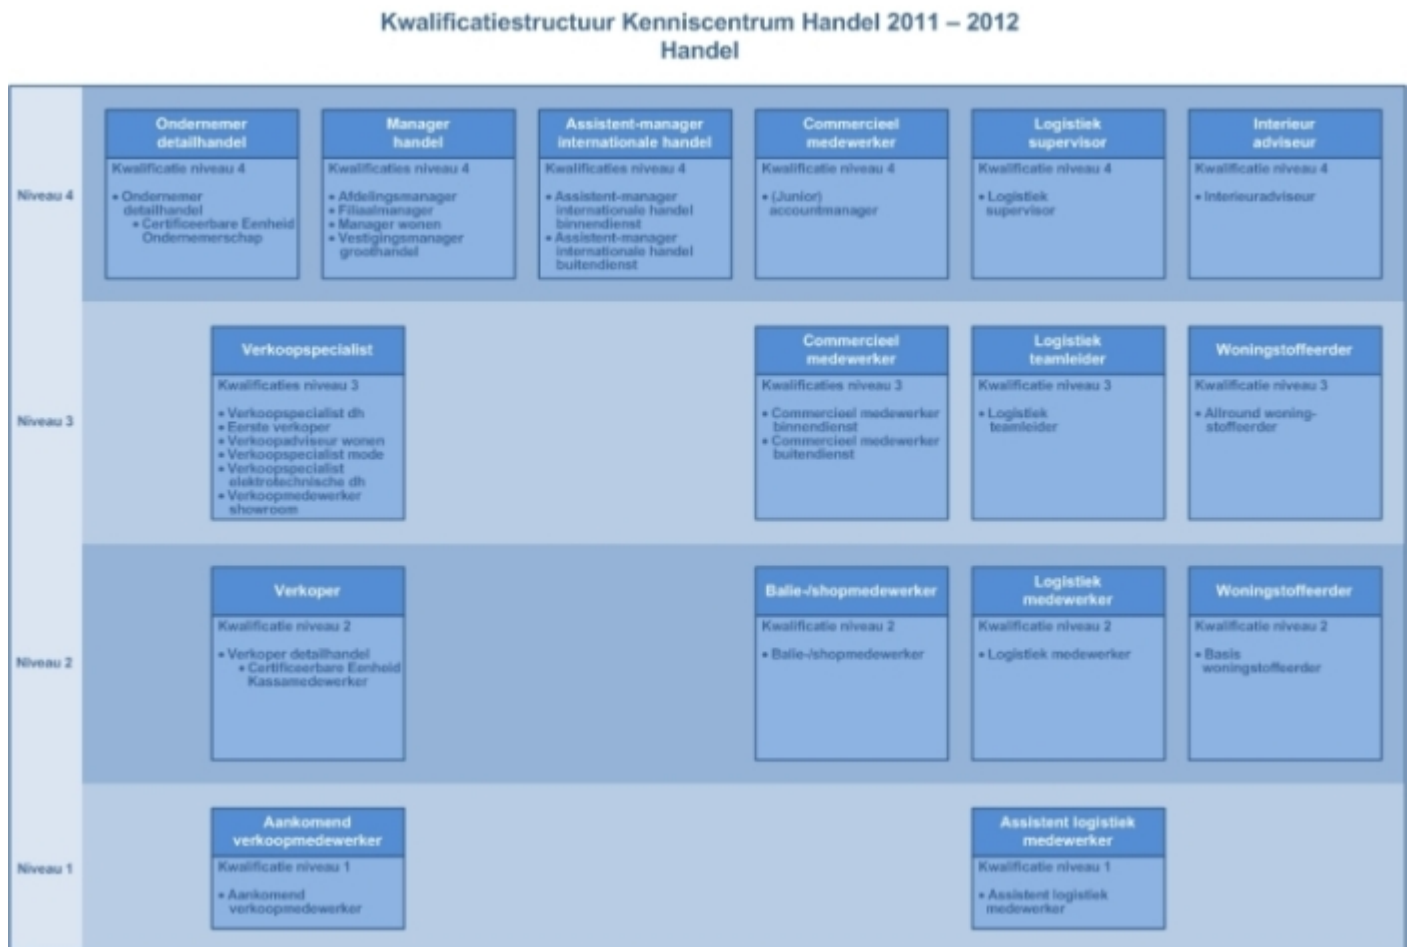 Kwalificatiestructuur Kenniscentrum Handel 2011 – 2012
Handel
Niveau 4
Ondernemer
detailhandel
Kwalificatie niveau 4
• Ondernemer
detailhandel
• Certificeerbare Eenheid
Ondernemerschap
Manager
handel
Kwalificaties niveau 4
• Afdelingsmanager
• Filiaalmanager
• Manager wonen
• Vestigingsmanager
groothandel
Assistent-manager
internationale handel
Kwalificaties niveau 4
• Assistent-manager
internationale handel
binnendienst
• Assistent-manager
internationale handel
buitendienst
Commercieel
medewerker
Kwalificatie niveau 4
• (Junior)
accountmanager
Logistiek
supervisor
Kwalificatie niveau 4
• Logistiek
supervisor
Interieur
adviseur
Kwalificatie niveau 4
• Interieuradviseur
Niveau 3
Verkoopspecialist
Kwalificaties niveau 3
• Verkoopspecialist dh
• Eerste verkoper
• Verkoopadviseur wonen
• Verkoopspecialist mode
• Verkoopspecialist
elektrotechnische dh
• Verkoopmedewerker
showroom
Commercieel
medewerker
Kwalificaties niveau 3
• Commercieel medewerker
binnendienst
• Commercieel medewerker
buitendienst
Logistiek
teamleider
Kwalificatie niveau 3
• Logistiek
teamleider
Woningstoffeerder
Kwalificatie niveau 3
• Allround woning-
stoffeerder
Niveau 2
Verkoper
Kwalificatie niveau 2
• Verkoper detailhandel
• Certificeerbare Eenheid
Kassamedewerker
Balie-/shopmedewerker
Kwalificatie niveau 2
• Balie-/shopmedewerker
Logistiek
medewerker
Kwalificatie niveau 2
• Logistiek medewerker
Woningstoffeerder
Kwalificatie niveau 2
• Basis
woningstoffeerder
Niveau 1
Aankomend
verkoopmedewerker
Kwalificatie niveau 1
• Aankomend
verkoopmedewerker
Assistent logistiek
medewerker
Kwalificatie niveau 1
• Assistent logistiek
medewerker